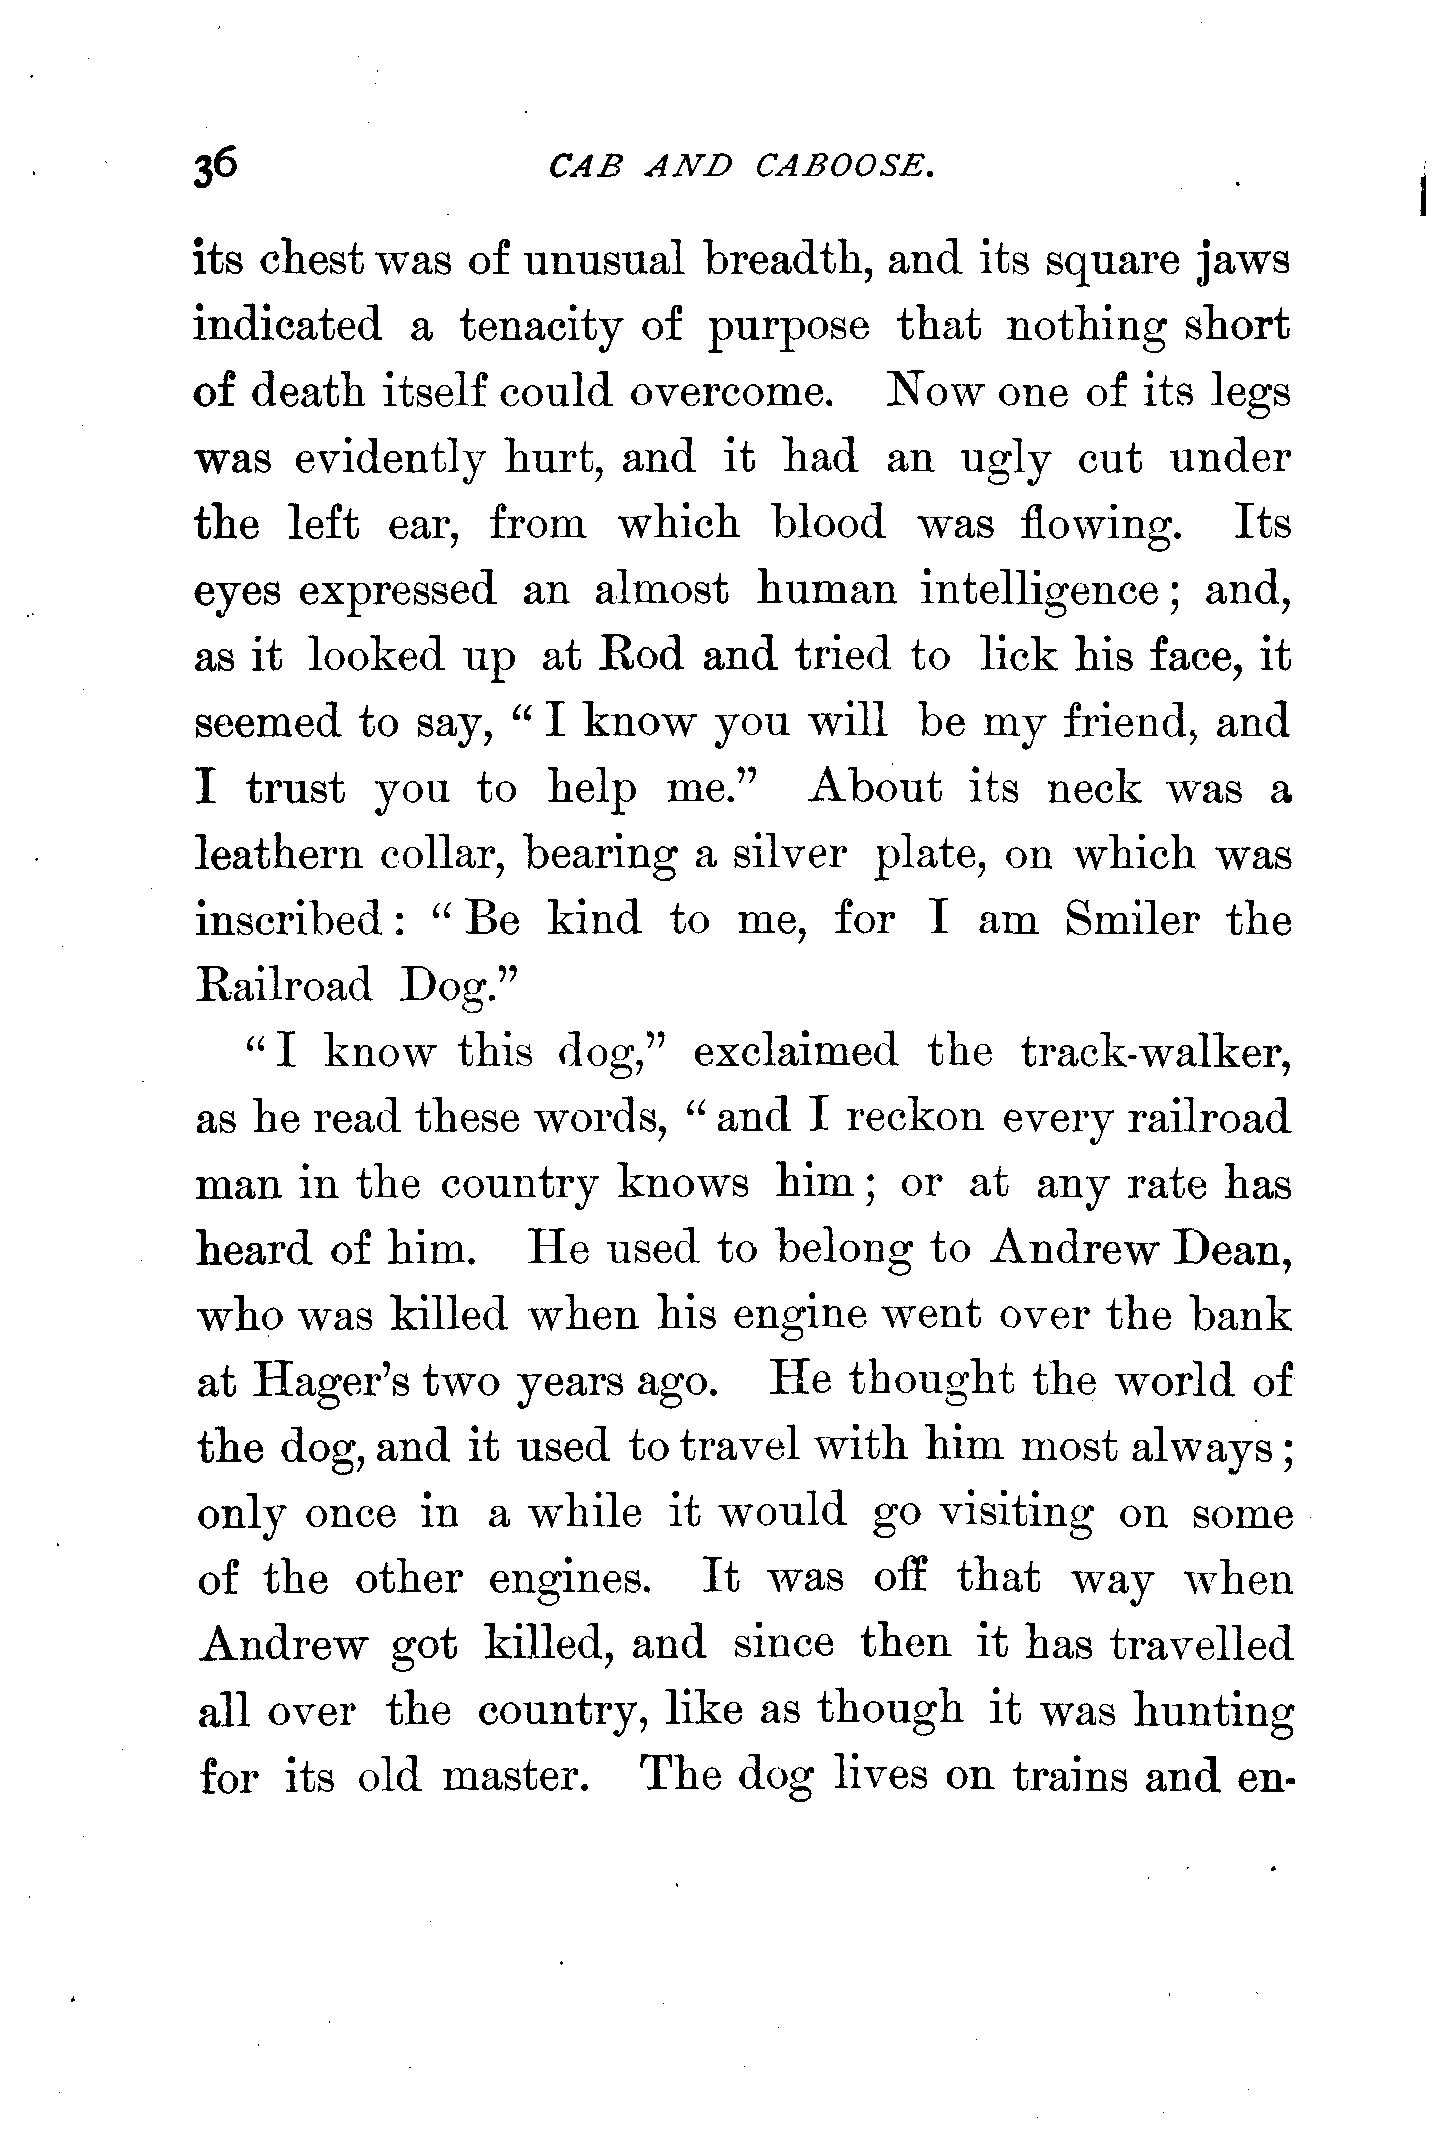 36 CAB AND CABOOSE.
its chest was of unusual breadth, and its square jaws
indicated a tenacity of purpose that nothing short
of death itself could overcome. Now one of its legs
was evidently hurt, and it had an ugly cut under
the left ear, from which blood was flowing. Its
eyes expressed an almost human intelligence; and,
as it looked up at Rod and tried to lick his face, it
seemed to say, "I know you will be my friend, and
I trust you to help me." About its neck was a
leathern collar, bearing a silver plate, on which was
inscribed: "Be kind to me, for I am Smiler the
Railroad Dog."
"I know this dog," exclaimed the track-walker,
as he read these words, "and I reckon every railroad
man in the country knows him; or at any rate has
heard of him. He used to belong to Andrew Dean,
who was killed when his engine went over the bank
at Hager's two years ago. He thought the world of
the dog, and it used to travel with him most always;
only once in a while it would go visiting on some
of the other engines. It was off that way when
Andrew got killed, and since then it has travelled
all over the country, like as though it was hunting
for its old master. The dog lives on trains and en-